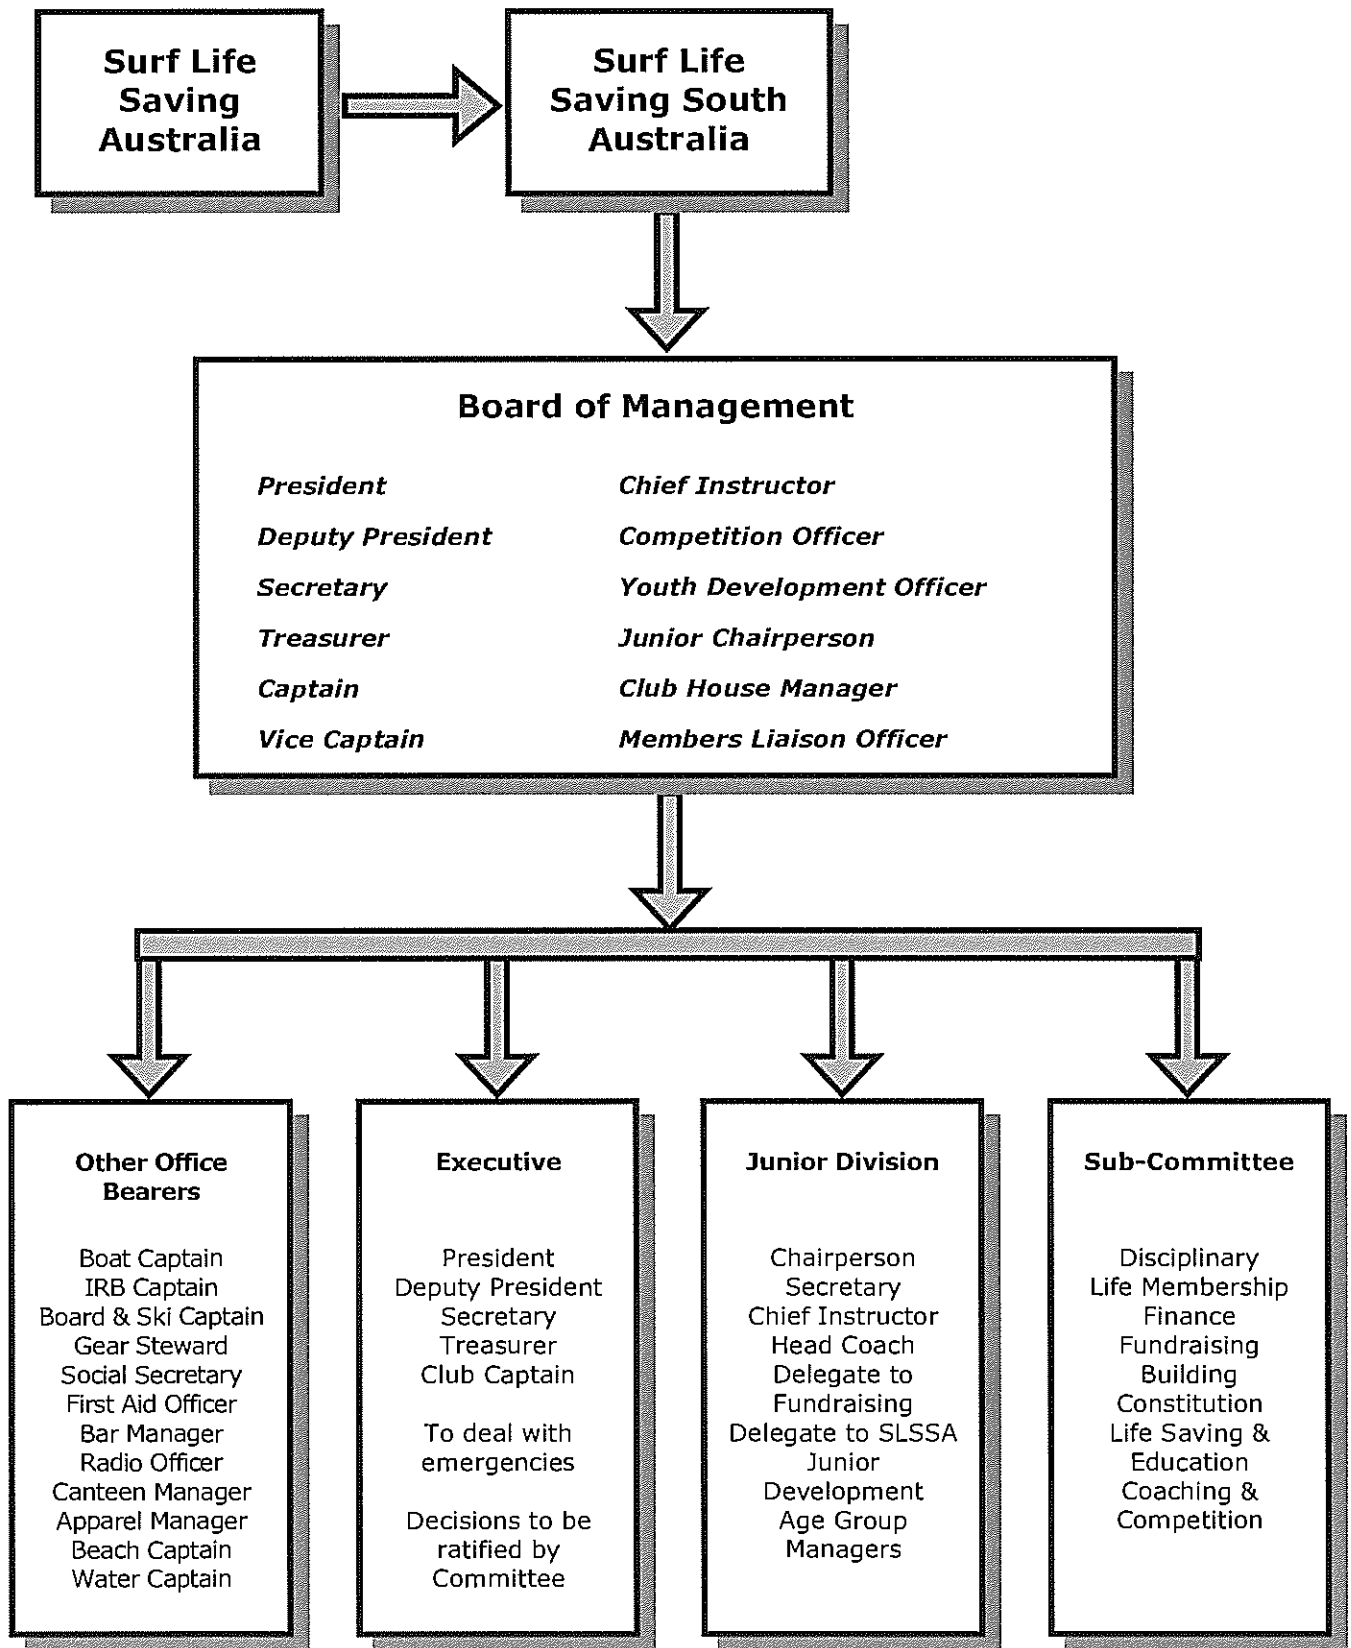 Surf Life
Saving
Australia
Surf Life
Saving South
Australia
Board of Management
President
Deputy President
Secretary
Treasurer
Captain
Vice Captain
Chief Instructor
Competition Officer
Youth Development Officer
Junior Chairperson
Club House Manager
Members Liaison Officer
Other Office
Bearers
Boat Captain
IRB Captain
Board & Ski Captain
Gear Steward
Social Secretary
First Aid Officer
Bar Manager
Radio Officer
Canteen Manager
Apparel Manager
Beach Captain
Water Captain
Executive
President
Deputy President
Secretary
Treasurer
Club Captain
To deal with
emergencies
Decisions to be
ratified by
Committee
Junior Division
Chairperson
Secretary
Chief Instructor
Head Coach
Delegate to
Fundraising
Delegate to SLSSA
Junior
Development
Age Group
Managers
Sub-Committee
Disciplinary
Life Membership
Finance
Fundraising
Building
Constitution
Life Saving &
Education
Coaching &
Competition